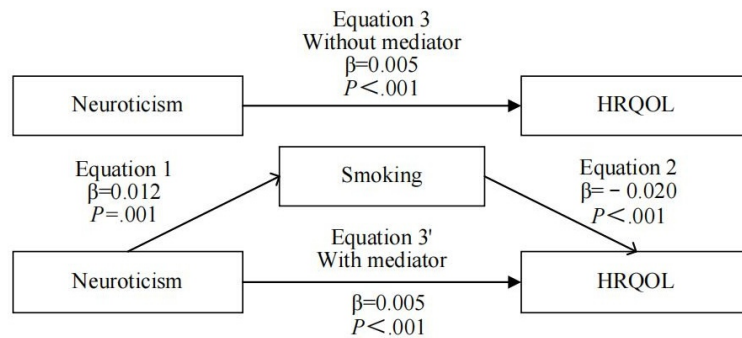 Equation 3
Without mediator
β=0.005
P<.001
Neuroticism
HRQOL
Equation 1
β=0.012
P=.001
Smoking
Equation 2
β=－0.020
P<.001
Equation 3'
With mediator
Neuroticism
HRQOL
β=0.005
P<.001